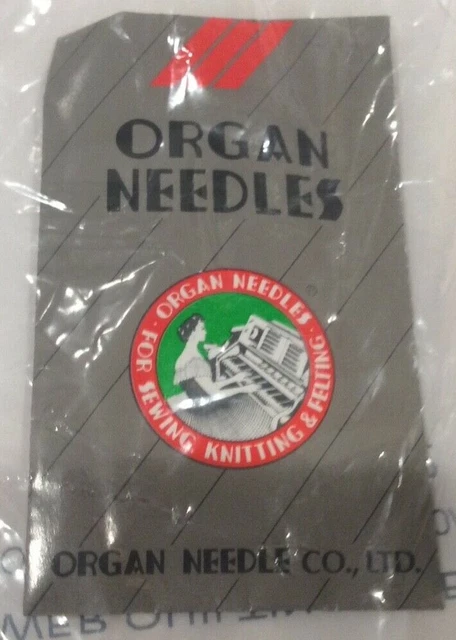 ORGAN
NEEDLES
· ORGAN NEEDLES ·
FOR SEWING, KNITTING & FELTING
ORGAN NEEDLE CO., LTD.